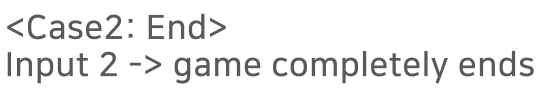 <Case2: End>
Input 2 -> game completely ends